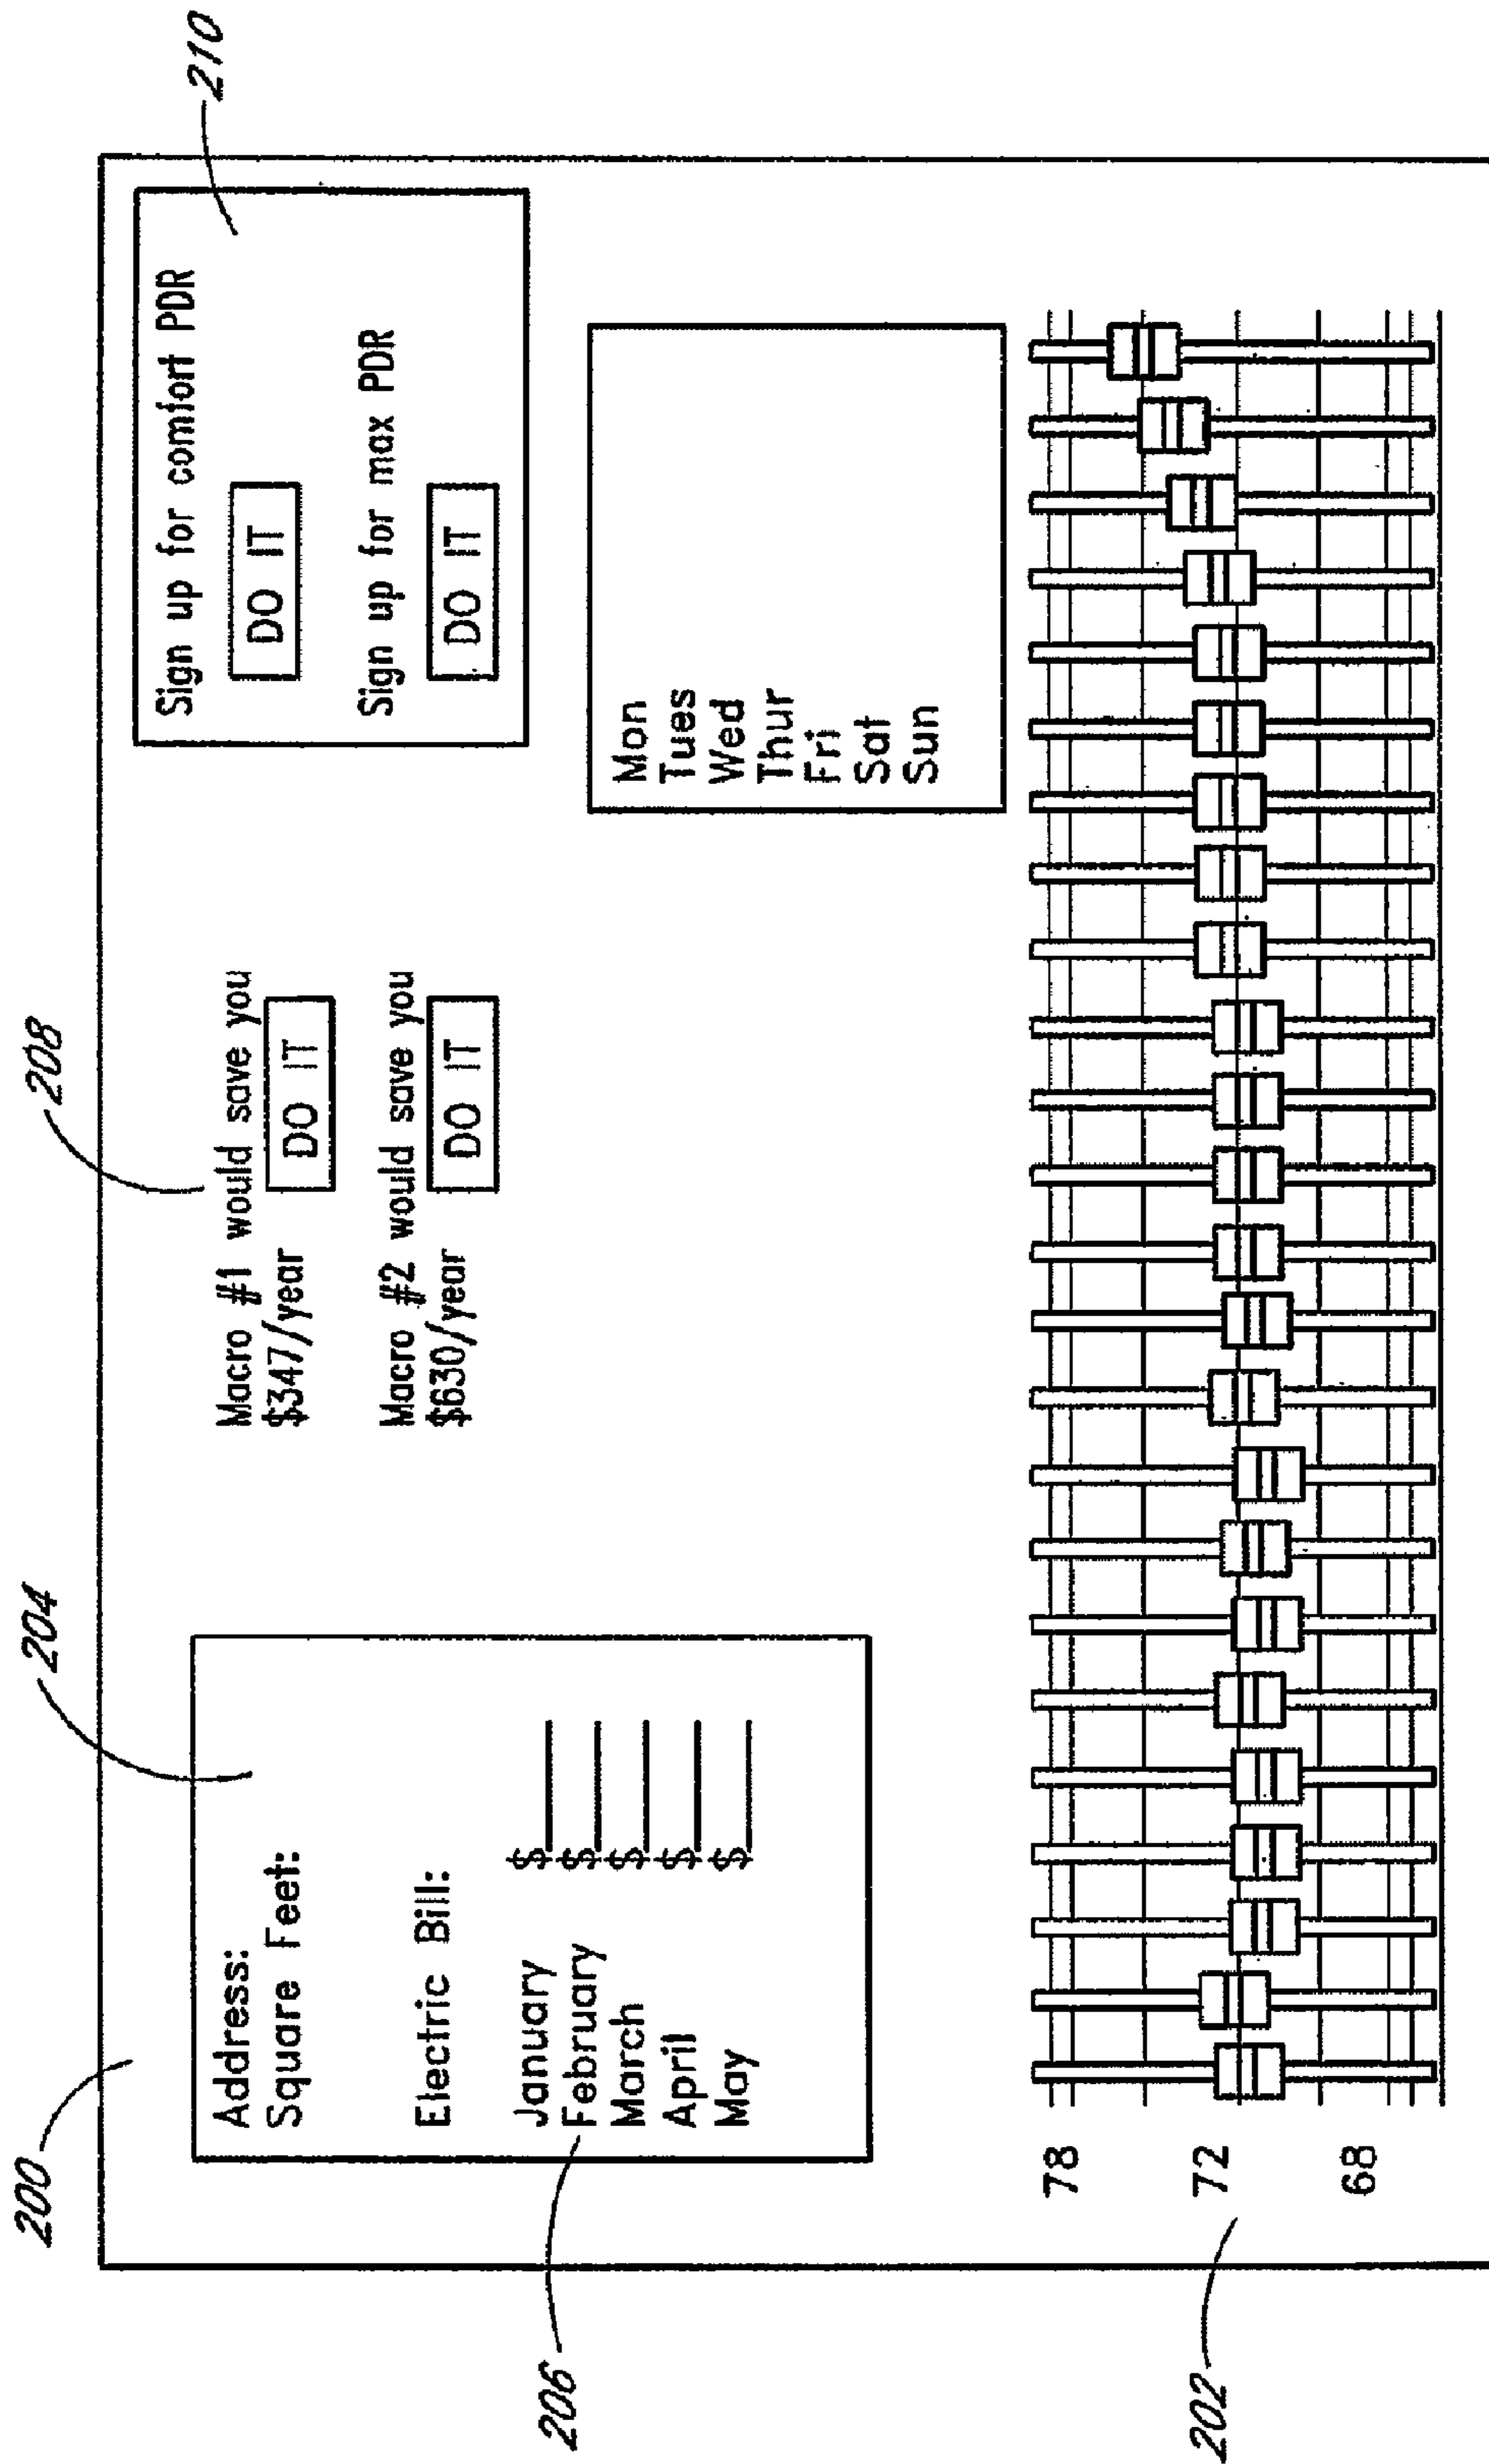 200
204
208
210
Address:
Square Feet:
Electric Bill:
January $
February $
March $
April $
May $
206
Macro #1 would save you
$347/year
DO IT
Macro #2 would save you
$630/year
DO IT
Sign up for comfort PDR
DO IT
Sign up for max PDR
DO IT
Mon
Tues
Wed
Thur
Fri
Sat
Sun
78
72
68
202